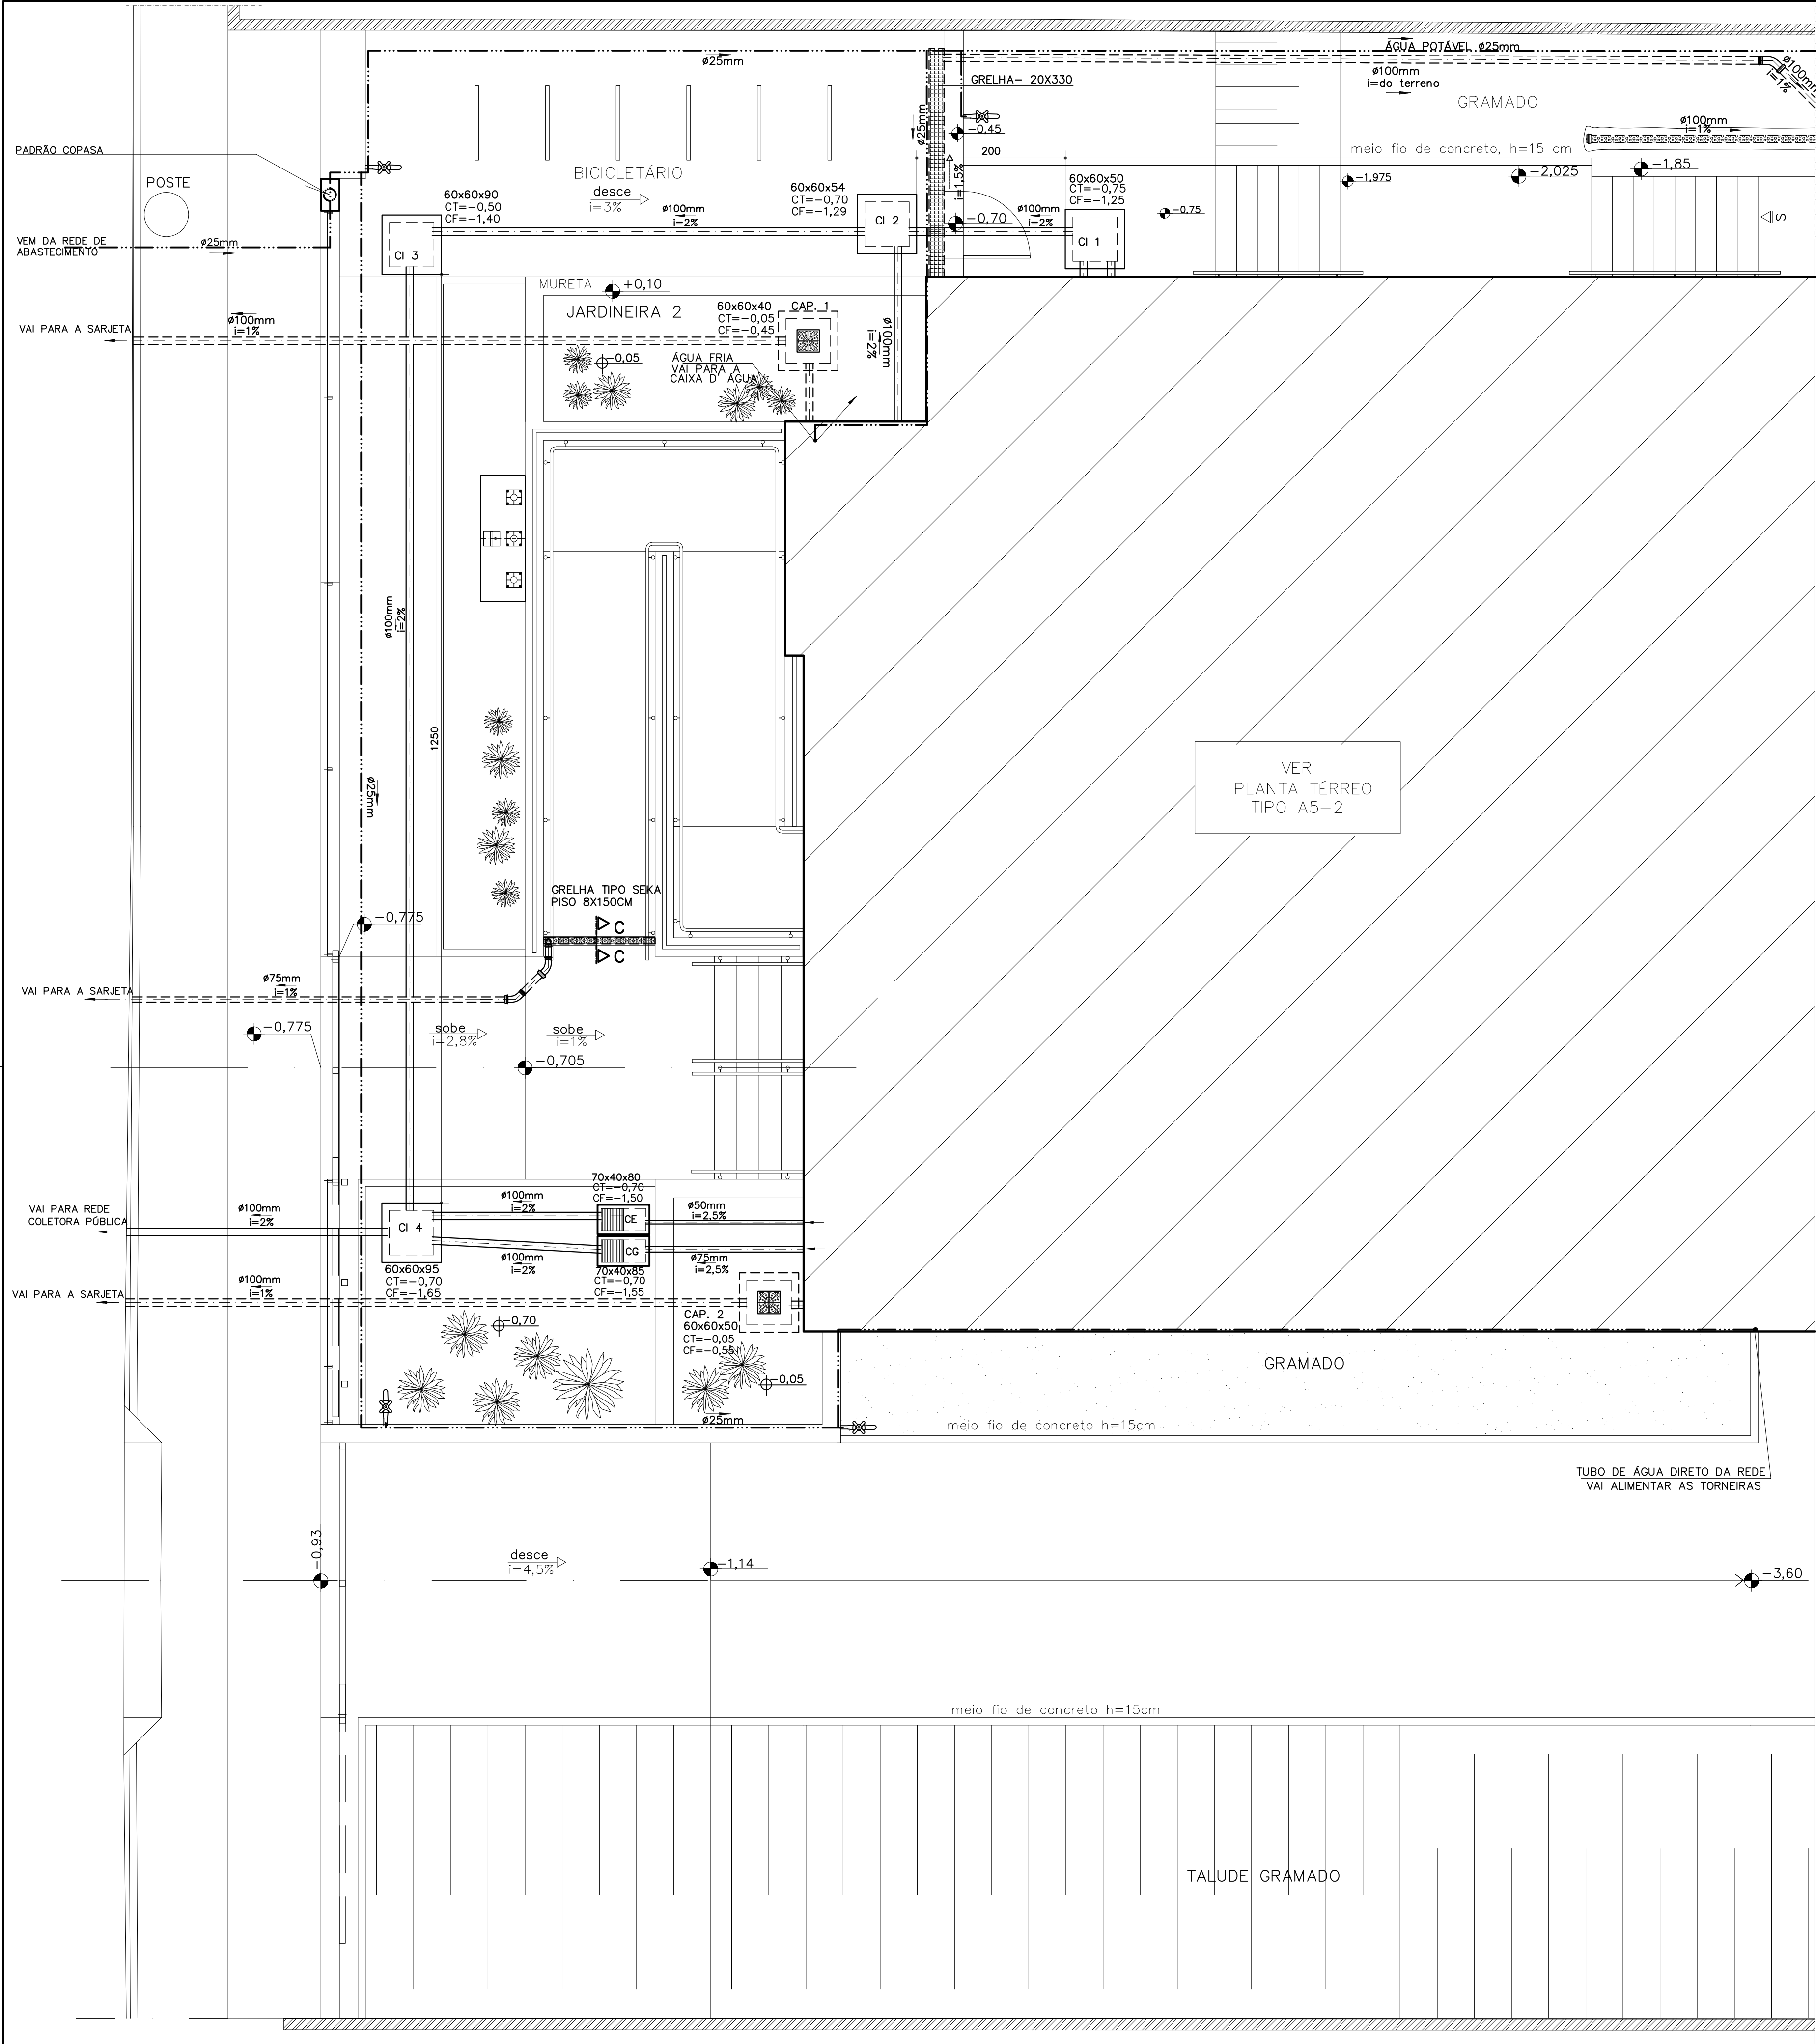 ÁGUA POTÁVEL ø25mm
ø25mm
ø100mm
i=do terreno
ø100mm
i=1%
GRELHA- 20X330
GRAMADO
ø25mm
-0,45
ø100mm
i=1%
PADRÃO COPASA
POSTE
BICICLETÁRIO
desce
i=3%
200
i=1,5%
meio fio de concreto, h=15 cm
-1,85
-2,025
-1,975
60x60x90
CT=-0,50
CF=-1,40
60x60x54
CT=-0,70
CF=-1,29
60x60x50
CT=-0,75
CF=-1,25
ø100mm
i=2%
-0,70
ø100mm
i=2%
-0,75
S
CI 3
CI 2
CI 1
VEM DA REDE DE
ABASTECIMENTO
ø25mm
MURETA
+0,10
JARDINEIRA 2
60x60x40
CT=-0,05
CF=-0,45
CAP. 1
VAI PARA A SARJETA
ø100mm
i=1%
ø100mm
i=2%
-0,05
ÁGUA FRIA
VAI PARA A
CAIXA D' ÁGUA
ø100mm
i=2%
1250
ø25mm
VER
PLANTA TÉRREO
TIPO A5-2
GRELHA TIPO SEKA
PISO 8X150CM
C
C
-0,775
VAI PARA A SARJETA
ø75mm
i=1%
-0,775
sobe
i=2,8%
sobe
i=1%
-0,705
70x40x80
CT=-0,70
CF=-1,50
VAI PARA REDE
COLETORA PÚBLICA
ø100mm
i=2%
CI 4
ø100mm
i=2%
CE
ø50mm
i=2,5%
ø100mm
i=2%
CG
ø75mm
i=2,5%
60x60x95
CT=-0,70
CF=-1,65
70x40x85
CT=-0,70
CF=-1,55
VAI PARA A SARJETA
ø100mm
i=1%
-0,70
CAP. 2
60x60x50
CT=-0,05
CF=-0,55
-0,05
GRAMADO
ø25mm
meio fio de concreto h=15cm
TUBO DE ÁGUA DIRETO DA REDE
VAI ALIMENTAR AS TORNEIRAS
-0,93
desce
i=4,5%
-1,14
-3,60
meio fio de concreto h=15cm
TALUDE GRAMADO